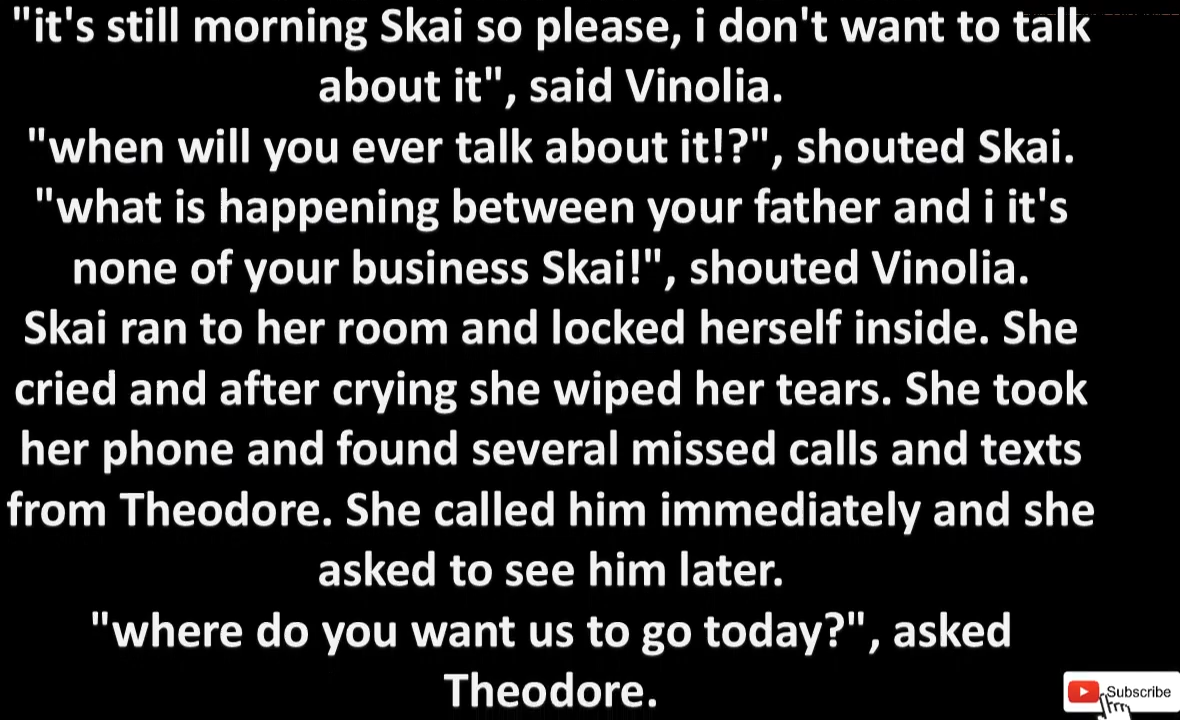 "it's still morning Skai so please, i don't want to talk
about it", said Vinolia.
"when will you ever talk about it!?", shouted Skai.
"what is happening between your father and i it's
none of your business Skai!", shouted Vinolia.
Skai ran to her room and locked herself inside. She
cried and after crying she wiped her tears. She took
her phone and found several missed calls and texts
from Theodore. She called him immediately and she
asked to see him later.
"where do you want us to go today?", asked
Theodore.
Subscribe